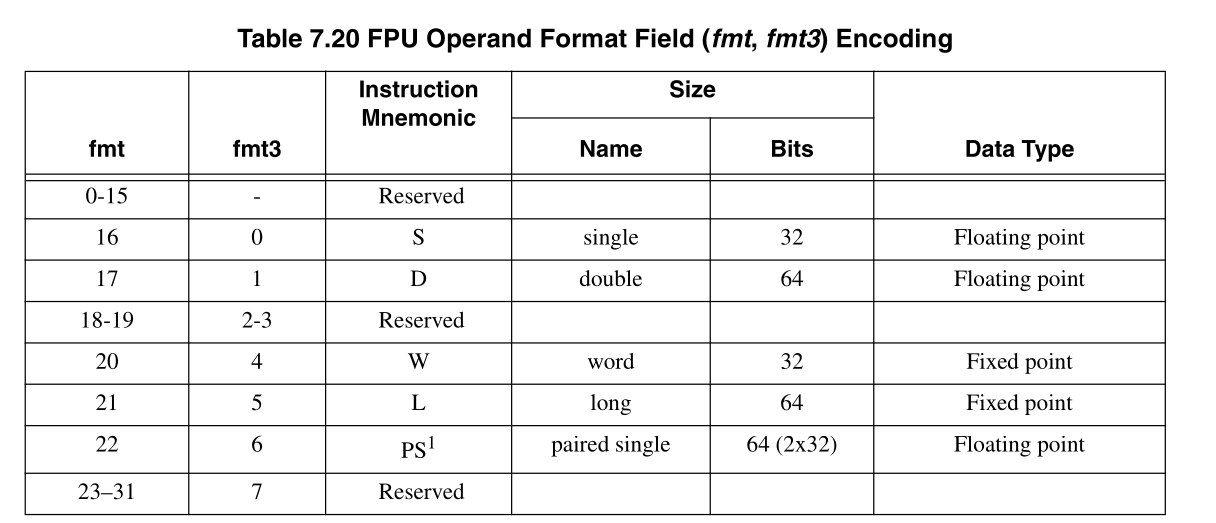 Table 7.20 FPU Operand Format Field (fmt, fmt3) Encoding
fmt fmt3 Instruction Mnemonic Size Data Type
Name Bits
0-15 - Reserved
16 0 S single 32 Floating point
17 1 D double 64 Floating point
18-19 2-3 Reserved
20 4 W word 32 Fixed point
21 5 L long 64 Fixed point
22 6 PS1 paired single 64 (2x32) Floating point
23–31 7 Reserved